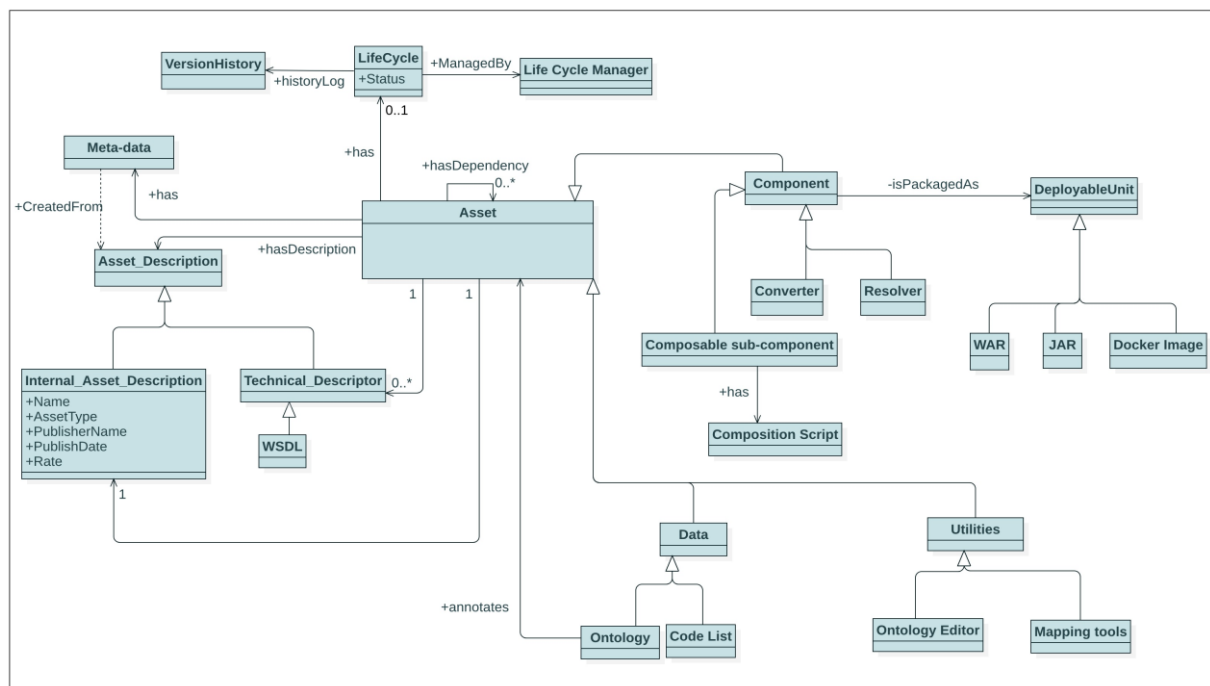 VersionHistory
LifeCycle
+Status
+historyLog
+ManagedBy
Life Cycle Manager
0..1
+has
Meta-data
+CreatedFrom
+has
+hasDependency
0..*
Asset
+hasDescription
Asset_Description
Component
-isPackagedAs
DeployableUnit
Converter
Resolver
1
1
Composable sub-component
WAR
JAR
Docker Image
Internal_Asset_Description
+Name
+AssetType
+PublisherName
+PublishDate
+Rate
Technical_Descriptor
0..*
WSDL
+has
Composition Script
1
Data
Utilities
+annotates
Ontology
Code List
Ontology Editor
Mapping tools